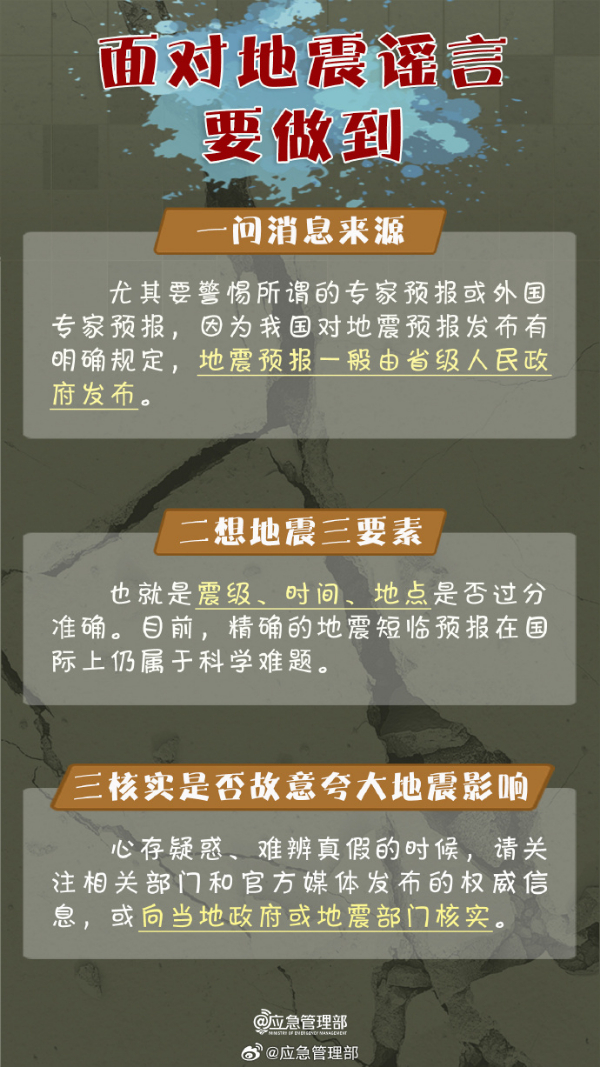 面对地震谣言
要做到
一问消息来源
尤其要警惕所谓的专家预报或外国
专家预报，因为我国对地震预报发布有
明确规定，地震预报一般由省级人民政
府发布。
二想地震三要素
也就是震级、时间、地点是否过分
准确。目前，精确的地震短临预报在国
际上仍属于科学难题。
三核实是否故意夸大地震影响
心存疑惑、难辨真假的时候，请关
注相关部门和官方媒体发布的权威信
息，或向当地政府或地震部门核实。
@应急管理部
MINISTRY OF EMERGENCY MANAGEMENT
@应急管理部